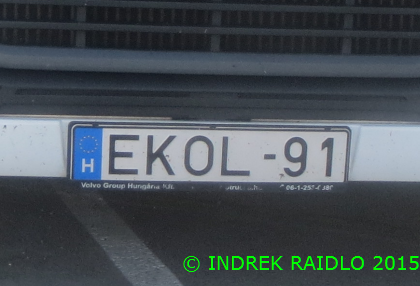 H EKOL-91
Volvo Group Hungária Kft.
© INDREK RAIDLO 2015